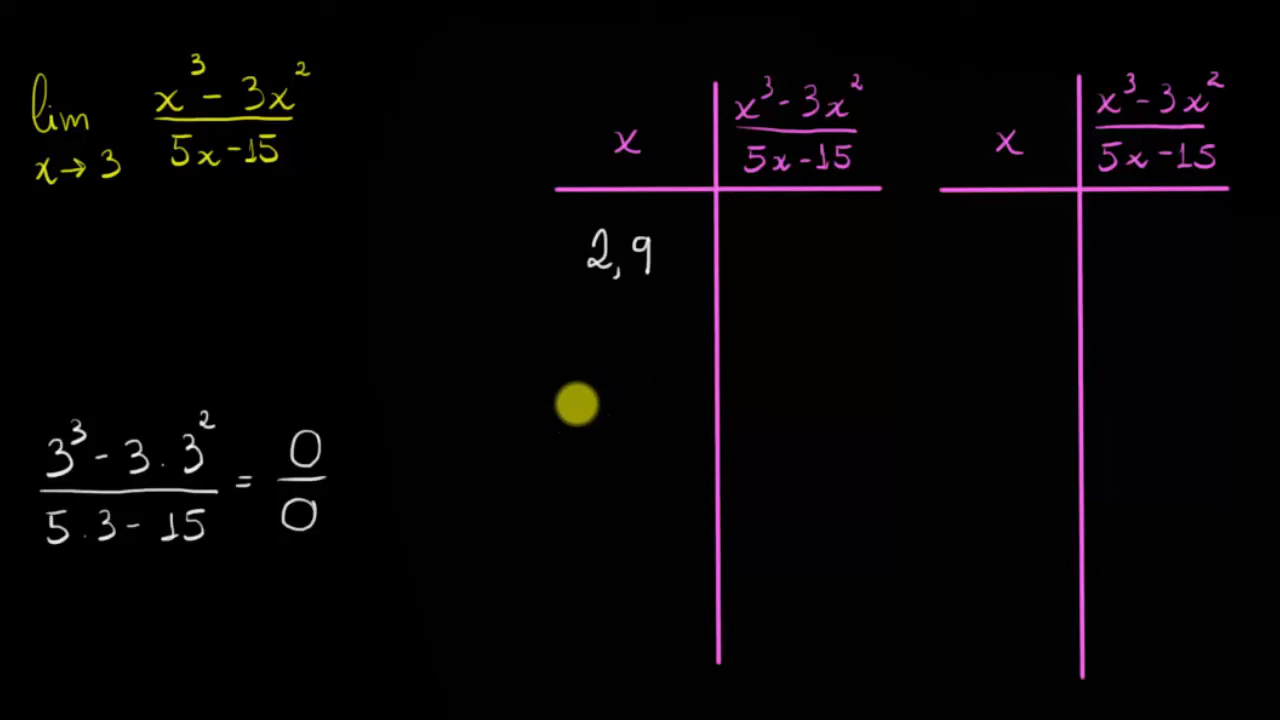 lim x→3 (x³ - 3x²)/(5x - 15)
x | (x³ - 3x²)/(5x - 15)
2,9
x | (x³ - 3x²)/(5x - 15)
(3³ - 3 . 3²)/(5 . 3 - 15) = 0/0